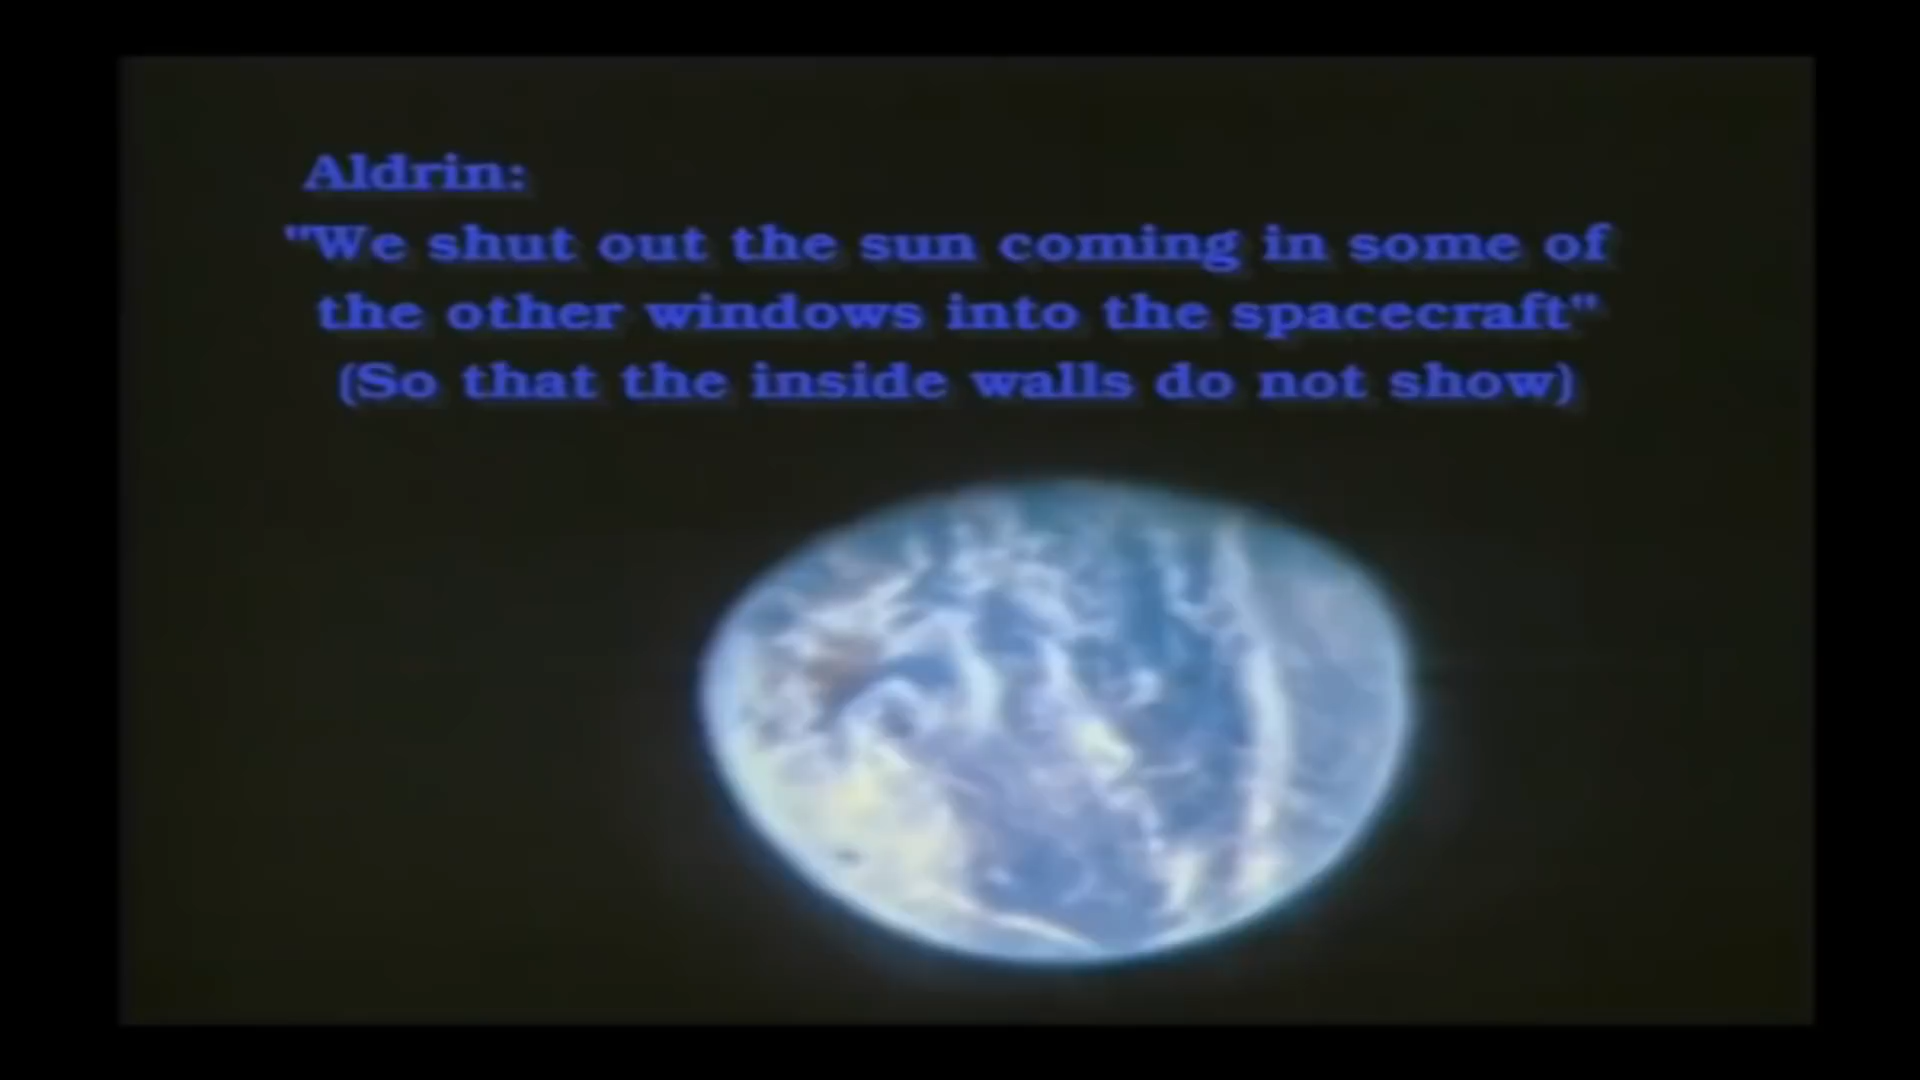 Aldrin:
"We shut out the sun coming in some of
the other windows into the spacecraft"
(So that the inside walls do not show)